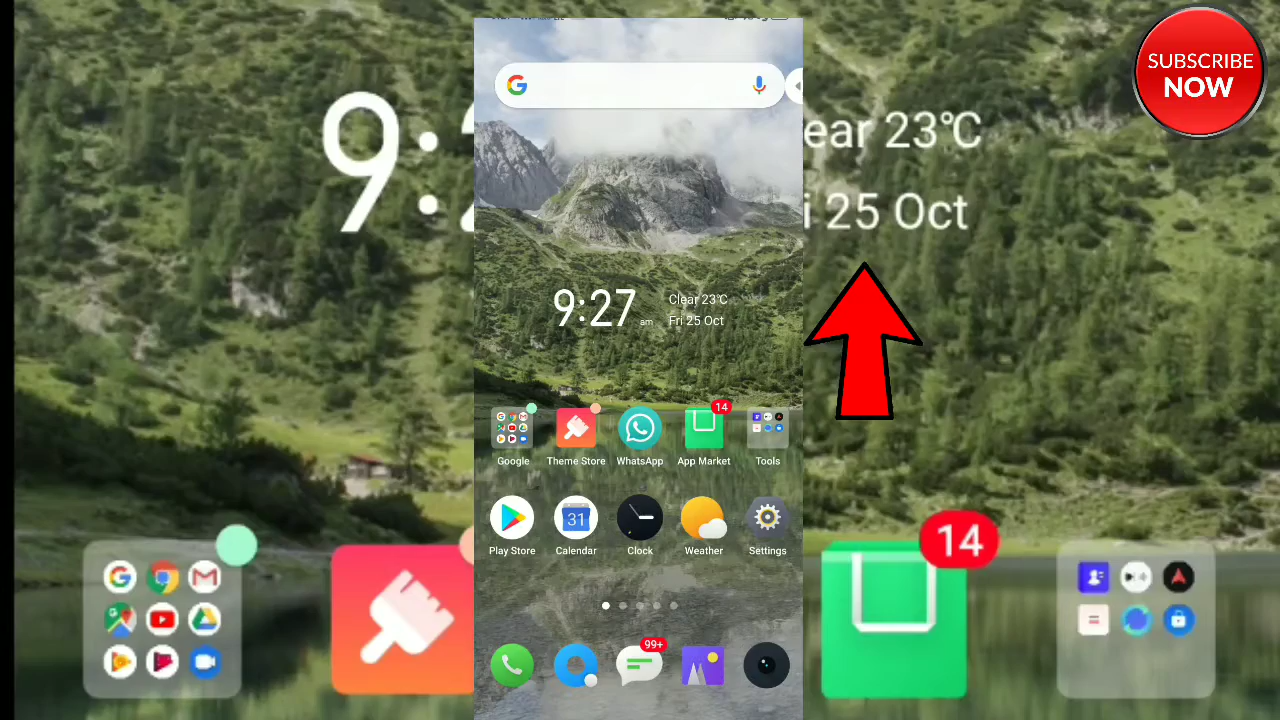 SUBSCRIBE
NOW
9:
ear 23°C
i 25 Oct
9:27 am
Clear 23°C
Fri 25 Oct
14
Google Theme Store WhatsApp App Market Tools
31
Play Store Calendar Clock Weather Settings
14
99+